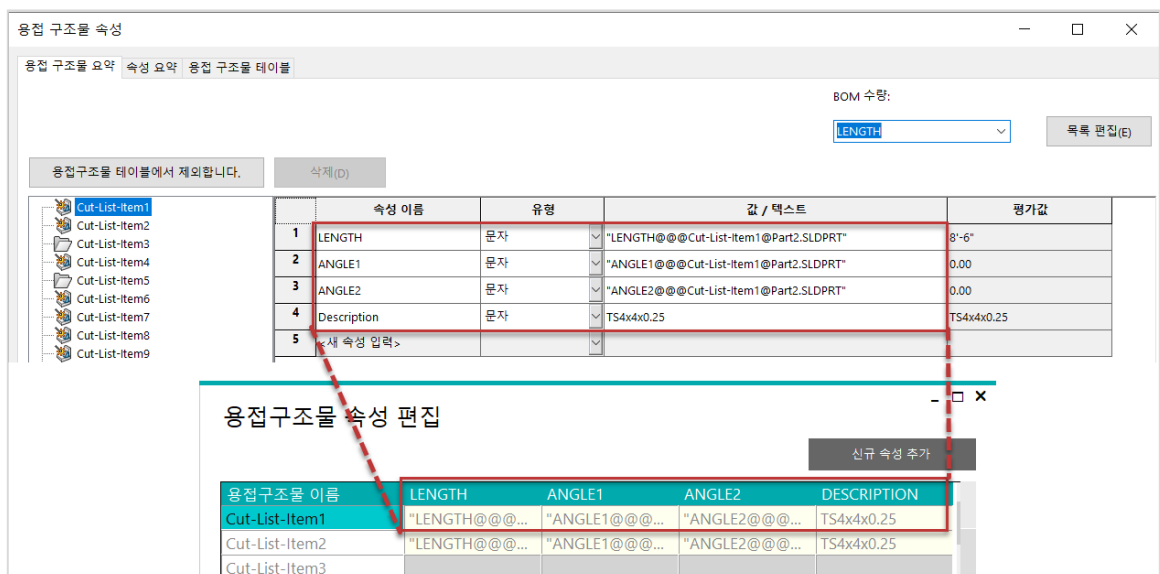 용접 구조물 속성
용접 구조물 요약 속성 요약 용접 구조물 테이블
BOM 수량:
LENGTH 목록 편집(E)
용접구조물 테이블에서 제외합니다. 삭제(D)
속성 이름 유형 값 / 텍스트 평가값
Cut-List-Item1
Cut-List-Item2
Cut-List-Item3
Cut-List-Item4
Cut-List-Item5
Cut-List-Item6
Cut-List-Item7
Cut-List-Item8
Cut-List-Item9
1 LENGTH 문자 "LENGTH@@@Cut-List-Item1@Part2.SLDPRT" 8'-6"
2 ANGLE1 문자 "ANGLE1@@@Cut-List-Item1@Part2.SLDPRT" 0.00
3 ANGLE2 문자 "ANGLE2@@@Cut-List-Item1@Part2.SLDPRT" 0.00
4 Description 문자 TS4x4x0.25 TS4x4x0.25
5 <새 속성 입력>
용접구조물 속성 편집
신규 속성 추가
용접구조물 이름 LENGTH ANGLE1 ANGLE2 DESCRIPTION
Cut-List-Item1 "LENGTH@@@... "ANGLE1@@@... "ANGLE2@@@... TS4x4x0.25
Cut-List-Item2 "LENGTH@@@... "ANGLE1@@@... "ANGLE2@@@... TS4x4x0.25
Cut-List-Item3